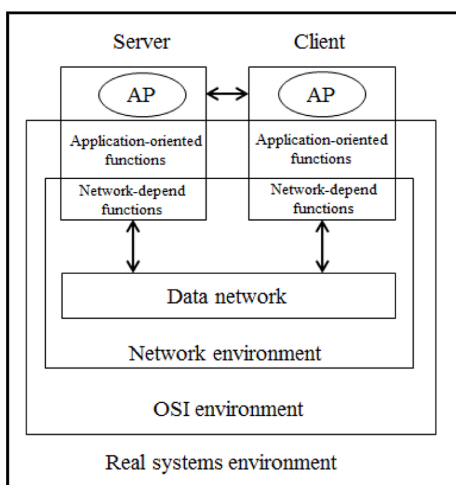 Server Client
AP AP
Application-oriented functions
Application-oriented functions
Network-depend functions
Network-depend functions
Data network
Network environment
OSI environment
Real systems environment